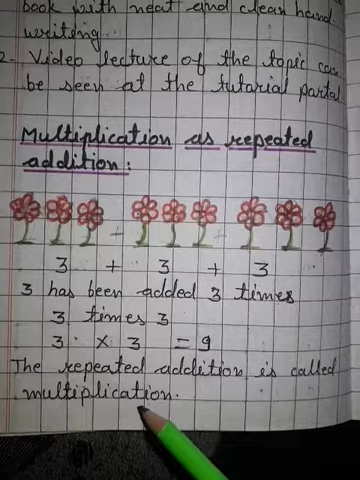 book with neat and clean hand
writing.
2. Video lecture of the topic can
be seen at the tutorial portal
Multiplication as repeated
addition:
+ +
3 + 3 + 3
3 has been added 3 times
3 times 3
3 × 3 = 9
The repeated addition is called
multiplication.